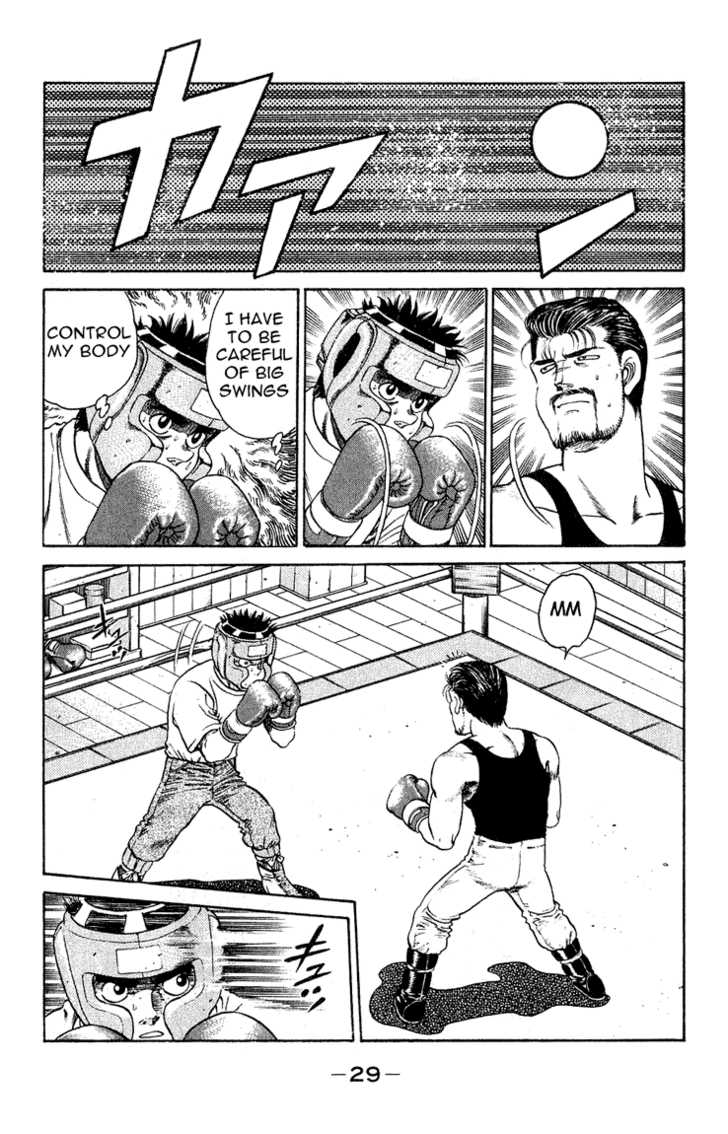 カァン
I HAVE
TO BE
CAREFUL
OF BIG
SWINGS
CONTROL
MY BODY
MM
キュッ
–29–